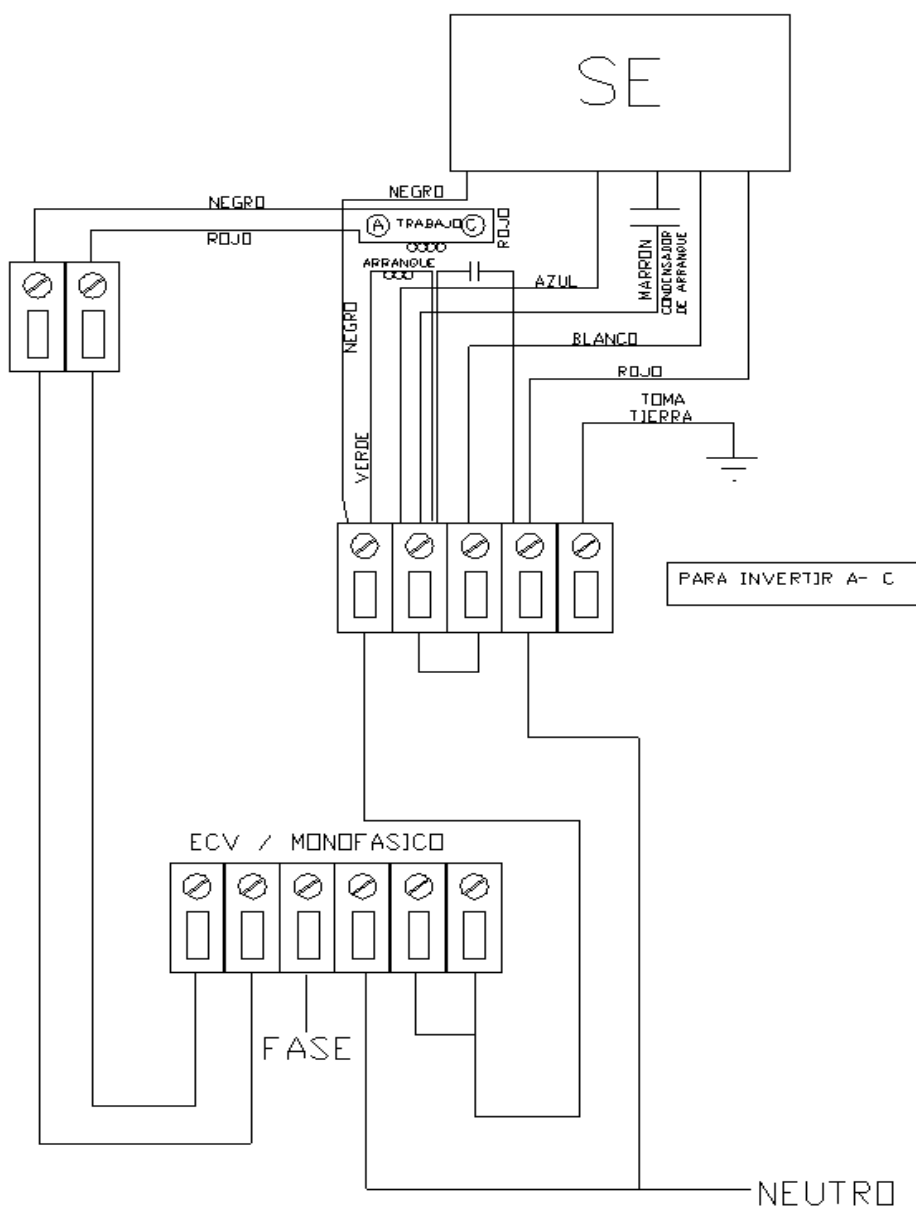 SE
NEGRO
NEGRO
ROJO
A TRABAJO C
ROJO
ARRANQUE
AZUL
MARRON
CONDENSADOR
DE ARRANQUE
NEGRO
BLANCO
ROJO
TOMA
TIERRA
VERDE
PARA INVERTIR A- C
ECV / MONOFASICO
FASE
NEUTRO